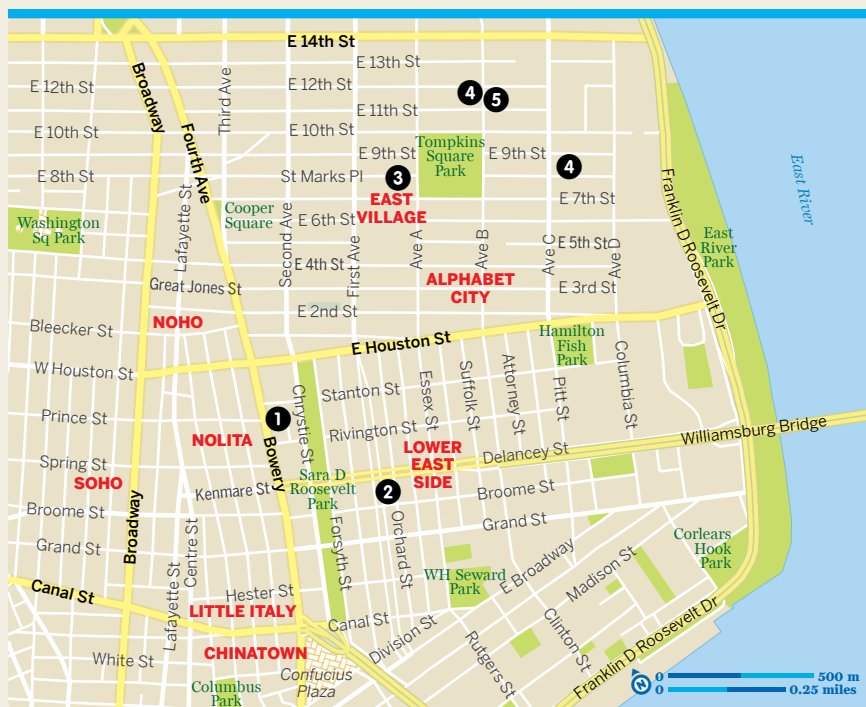 E 14th St
E 13th St
E 12th St
E 12th St
4
5
Broadway
Third Ave
E 11th St
Fourth Ave
E 10th St
E 10th St
Tompkins
Square
Park
E 9th St
E 9th St
4
E 8th St
St Marks Pl
3
EAST
VILLAGE
E 7th St
East River
Franklin D Roosevelt Dr
Washington
Sq Park
Lafayette St
Cooper
Square
Second Ave
E 6th St
First Ave
Ave A
Ave B
Ave C
E 5th St
Ave D
East
River
Park
E 4th St
Great Jones St
ALPHABET
CITY
E 3rd St
E 2nd St
NOHO
Bleecker St
E Houston St
Hamilton
Fish
Park
W Houston St
Chrystie St
Stanton St
Essex St
Suffolk St
Attorney St
Pitt St
Columbia St
Prince St
1
Rivington St
Williamsburg Bridge
NOLITA
Bowery
LOWER
EAST
SIDE
Delancey St
Spring St
SOHO
Kenmare St
Sara D
Roosevelt
Park
2
Broome St
Broome St
Broadway
Grand St
Grand St
Centre St
Forsyth St
Orchard St
Corlears
Hook
Park
Canal St
Lafayette St
Hester St
WH Seward
Park
E Broadway
Madison St
LITTLE ITALY
Canal St
Division St
Rutgers St
Clinton St
Franklin D Roosevelt Dr
CHINATOWN
White St
Confucius
Plaza
Columbus
Park
N
0 500 m
0 0.25 miles